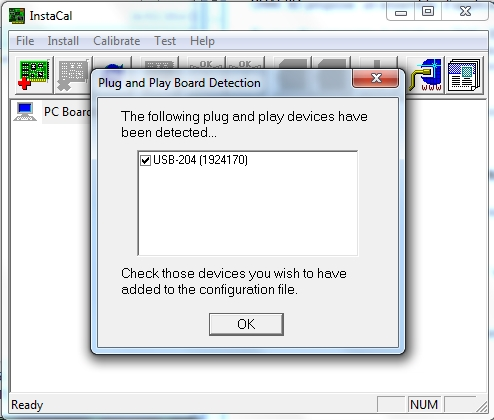 InstaCal
File Install Calibrate Test Help
Plug and Play Board Detection
PC Board
The following plug and play devices have
been detected...
USB-204 (1924170)
Check those devices you wish to have
added to the configuration file.
OK
Ready
NUM